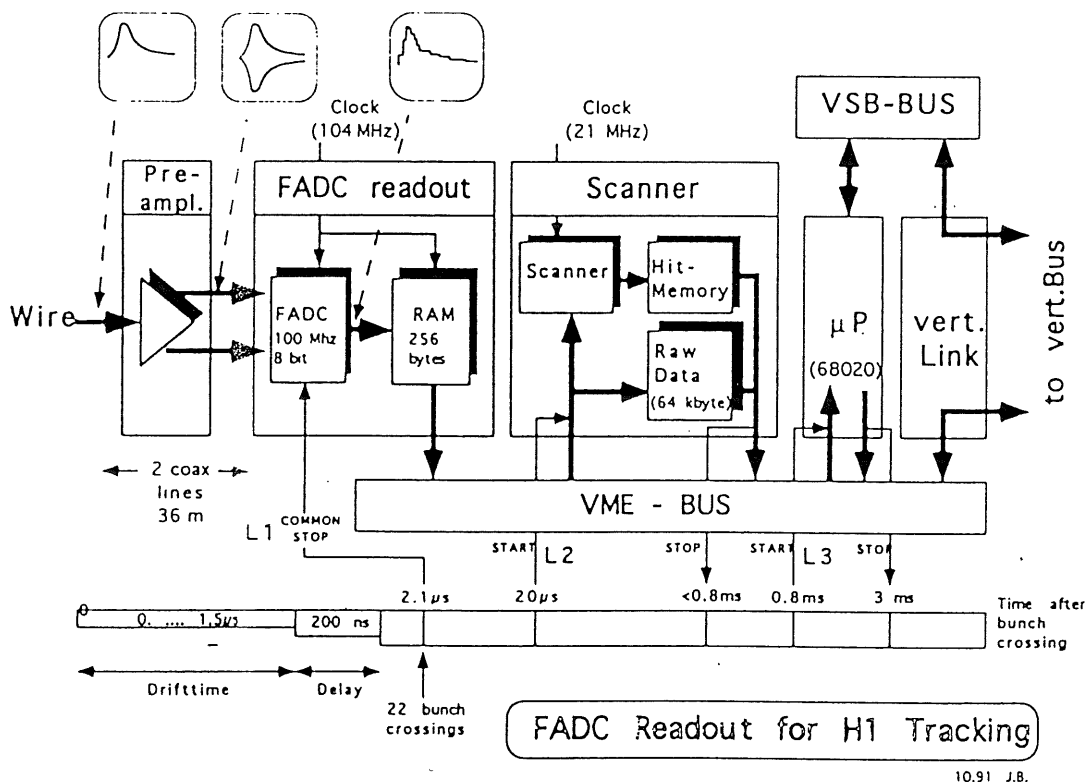 Clock
(104 MHz)
Clock
(21 MHz)
VSB-BUS
Pre-
ampl.
FADC readout
Scanner
Wire
FADC
100 Mhz
8 bit
RAM
256
bytes
Scanner
Hit-
Memory
Raw
Data
(64 kbyte)
μP
(68020)
vert.
Link
to vert.Bus
2 coax
lines
36 m
VME - BUS
L1 COMMON
STOP
START L2
STOP
START L3
STOP
2.1μs
20μs
<0.8ms
0.8ms
3 ms
0
0. .... 1.5μs
200 ns
Time after
bunch
crossing
Drifttime
Delay
22 bunch
crossings
FADC Readout for H1 Tracking
10.91 J.B.